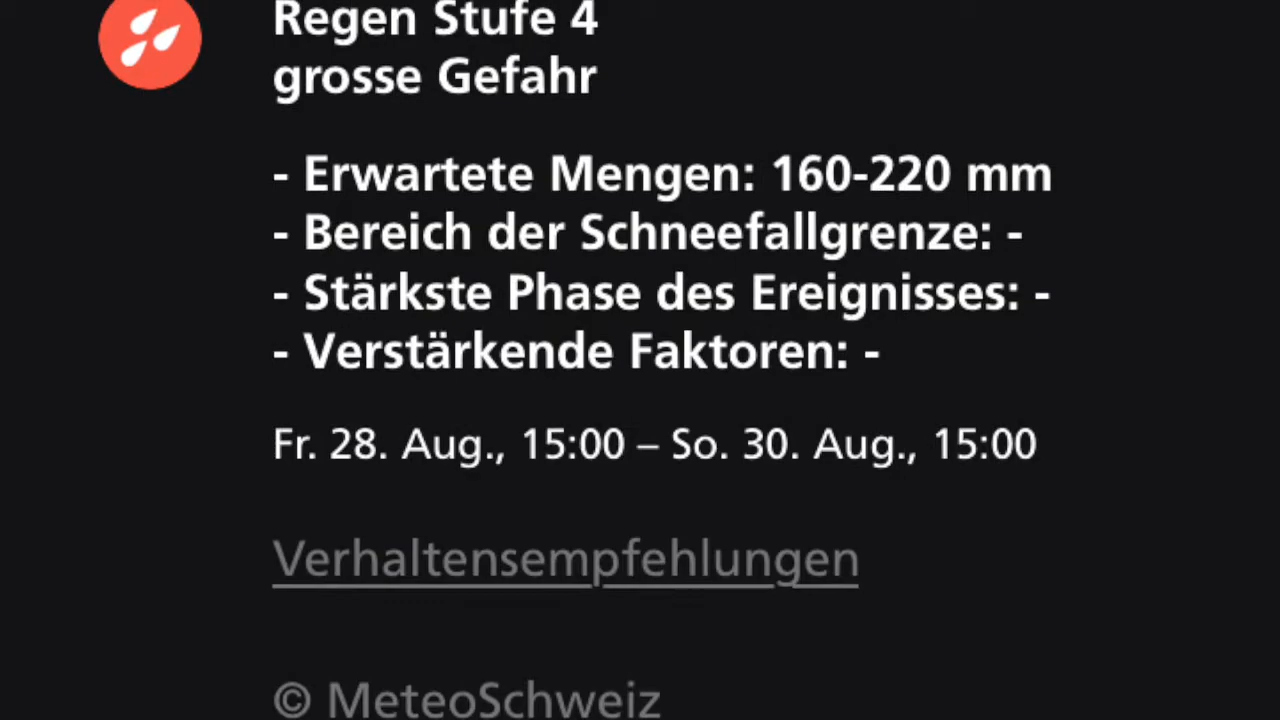 Regen Stufe 4
grosse Gefahr
- Erwartete Mengen: 160-220 mm
- Bereich der Schneefallgrenze: -
- Stärkste Phase des Ereignisses: -
- Verstärkende Faktoren: -
Fr. 28. Aug., 15:00 – So. 30. Aug., 15:00
Verhaltensempfehlungen
© MeteoSchweiz